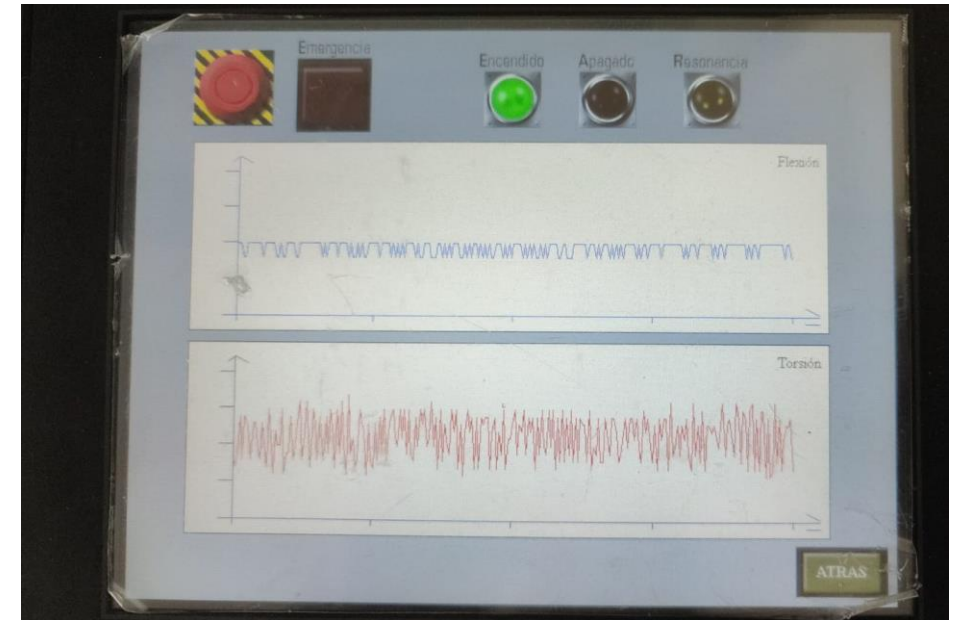 Emergencia
Encendido
Apagado
Resonancia
Flexión
Torsión
ATRAS